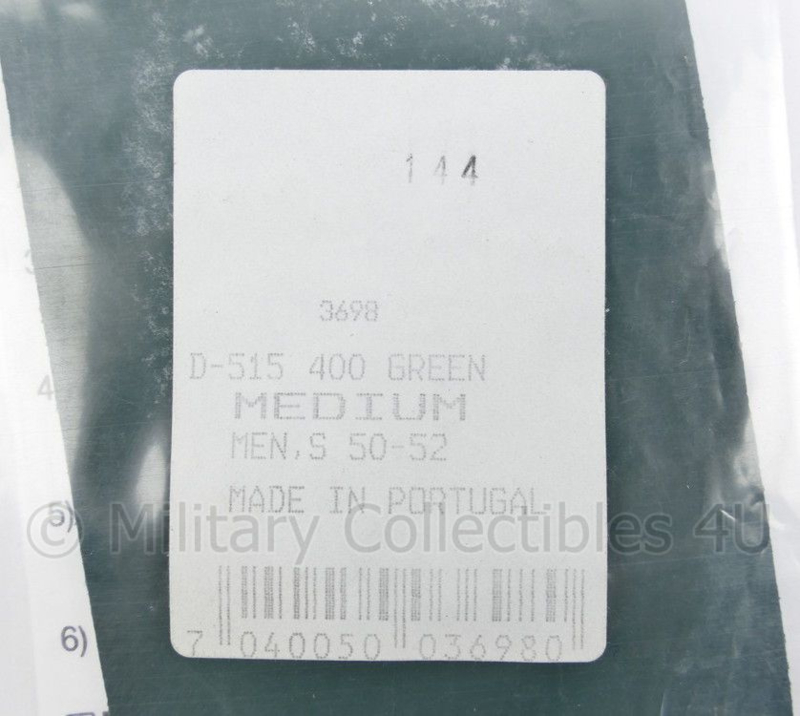 144
3698
D-515 400 GREEN
MEDIUM
MEN,S 50-52
MADE IN PORTUGAL
© Military Collectibles 4U
7 040050 036980
4
5)
6)